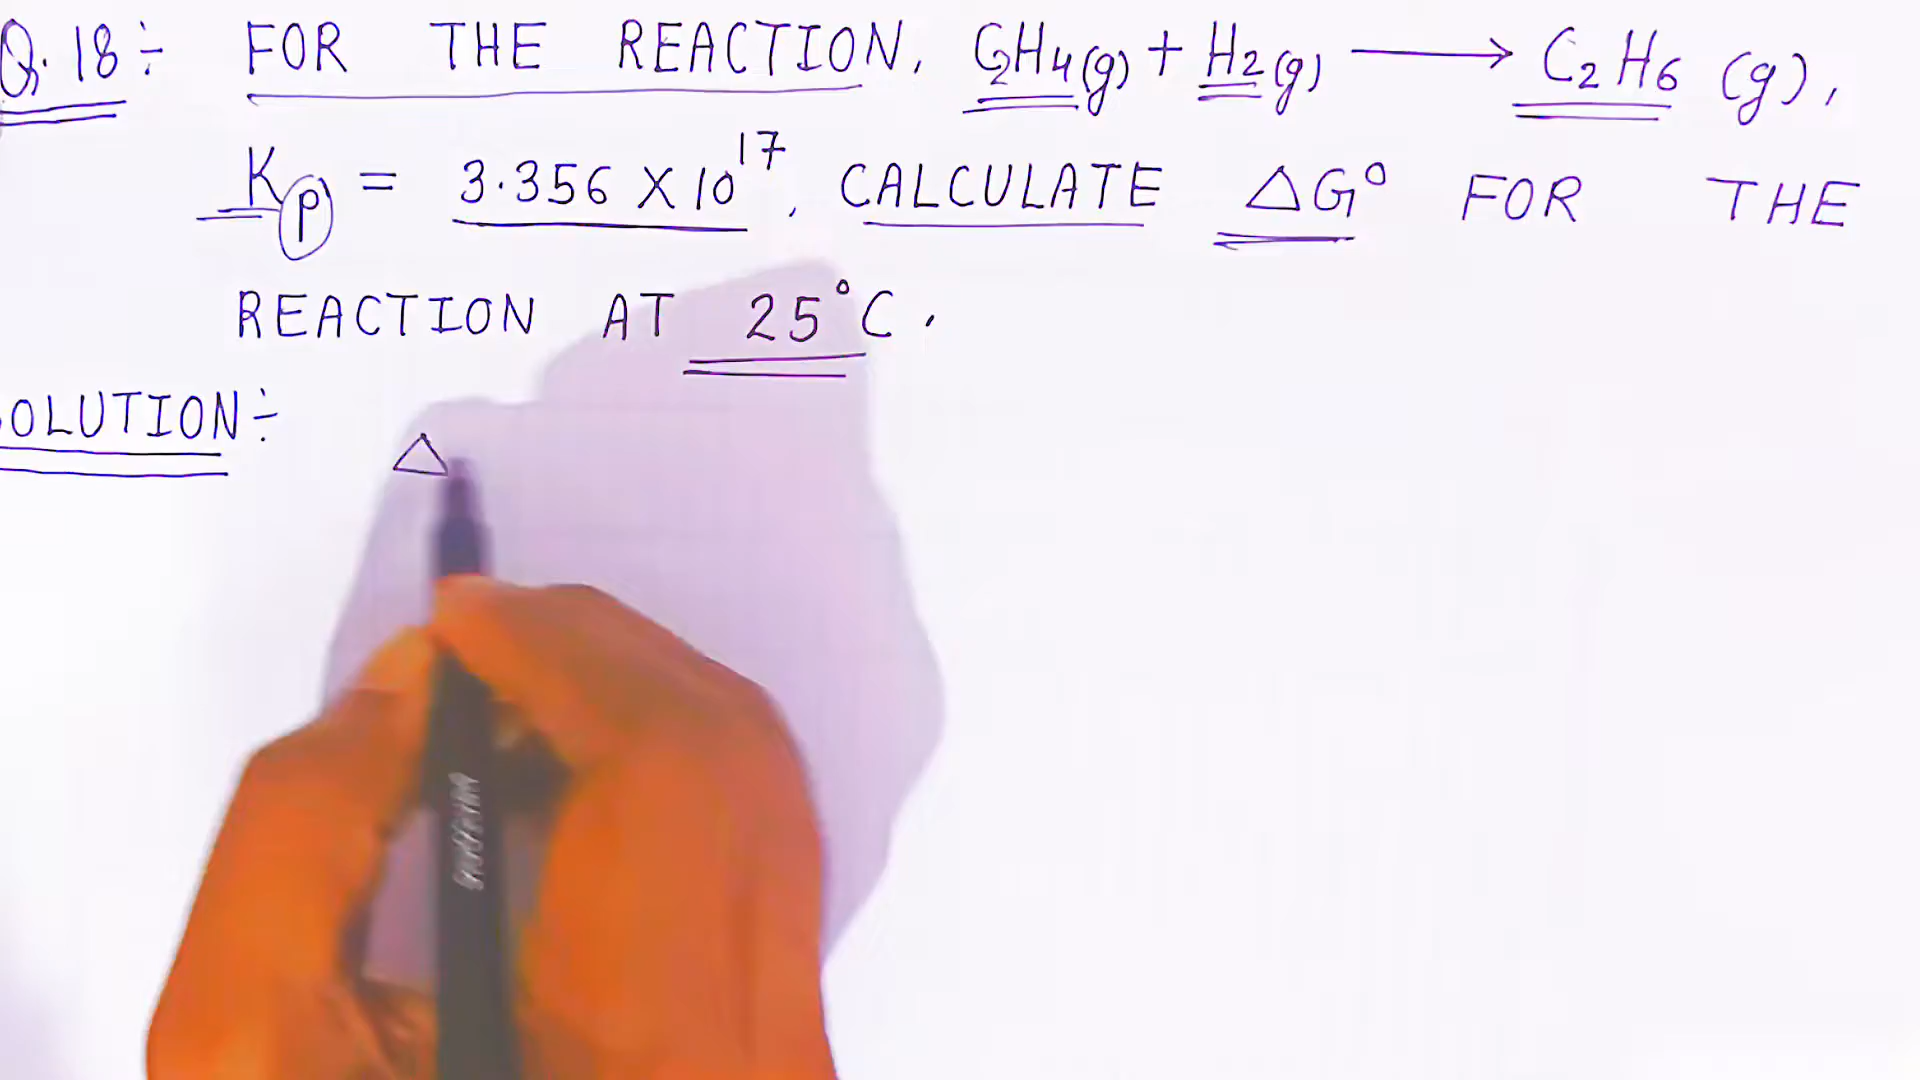 Q.18÷ FOR THE REACTION, C2H4(g) + H2(g) ⟶ C2H6 (g),
Kp = 3.356 X 10^17, CALCULATE ΔG° FOR THE
REACTION AT 25°C.
OLUTION÷
Δ